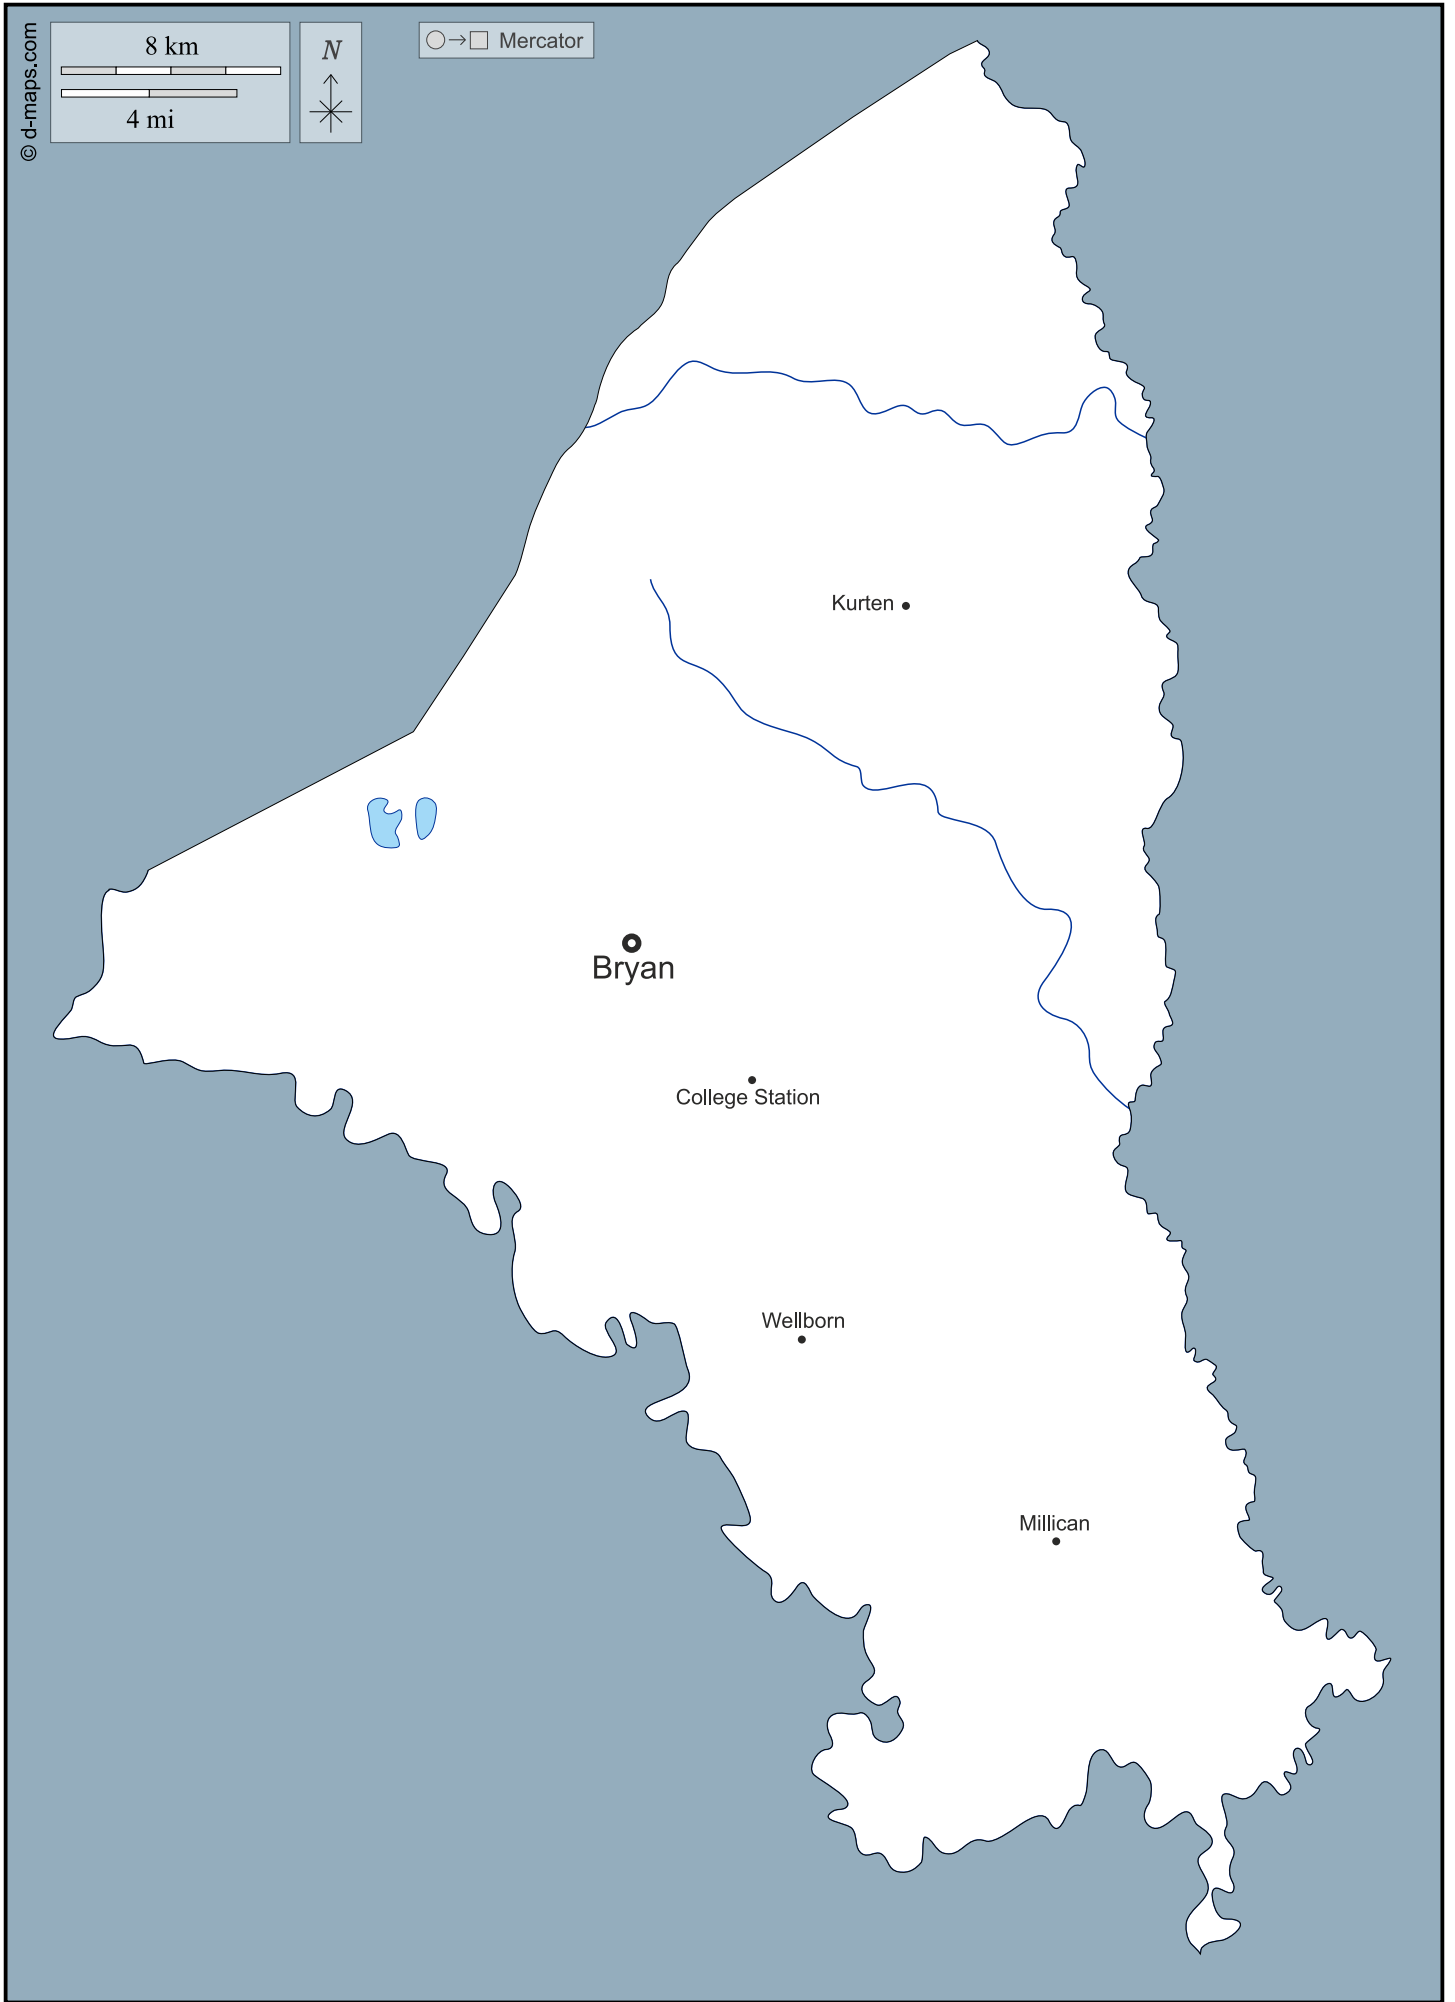 © d-maps.com
8 km
4 mi
N
Mercator
Kurten
Bryan
College Station
Wellborn
Millican